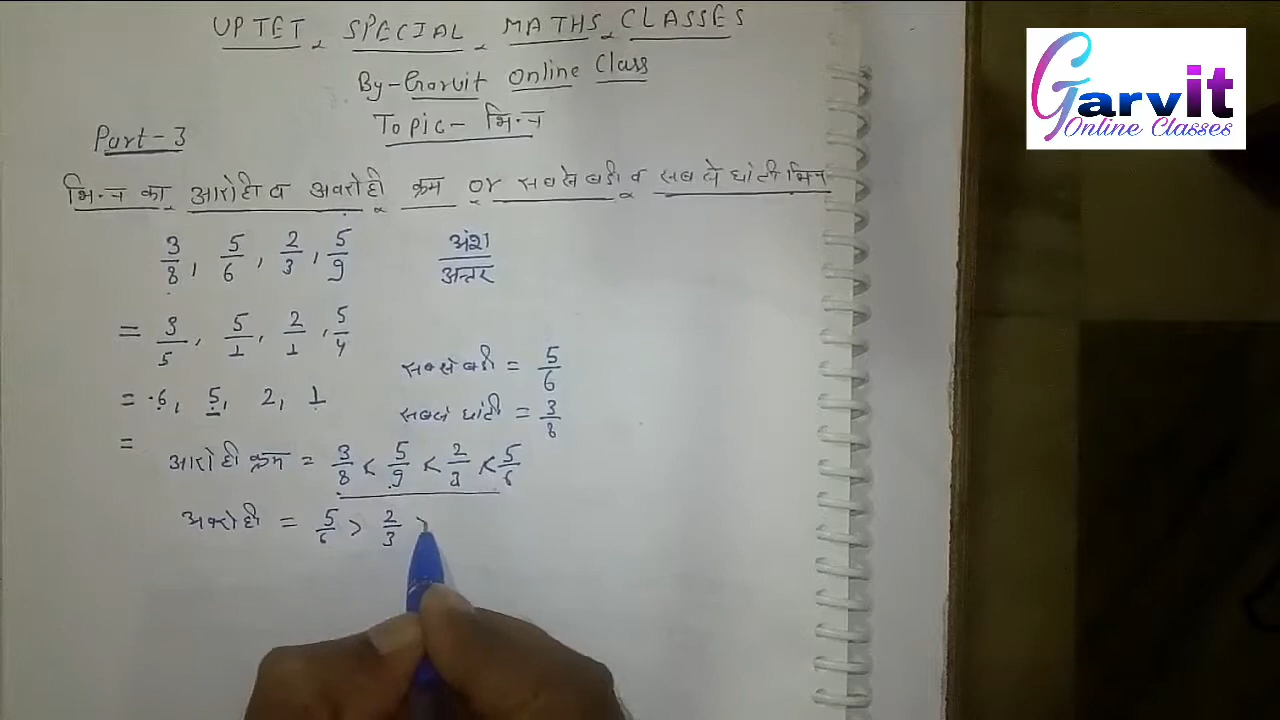 UPTET, SPECIAL, MATHS, CLASSES
By-Garvit Online Class
Topic- भिन्न
Part-3
भिन्न का आरोही व अवरोही क्रम or सबसे बडी व सबसे छोटी भिन्न
3/8, 5/6, 2/3, 5/9 अंश/अन्तर
= 3/5, 5/1, 2/1, 5/4
सबसे बडी = 5/6
= .6, 5, 2, 1
सबसे छोटी = 3/8
=
आरोही क्रम = 3/8 < 5/9 < 2/3 < 5/6
अवरोही = 5/6 > 2/3 >
Garvit
Online Classes